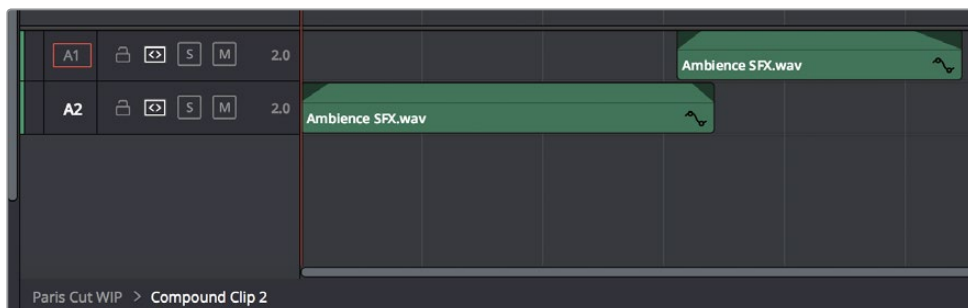 A1 S M 2.0
Ambience SFX.wav
A2 S M 2.0
Ambience SFX.wav
Paris Cut WIP > Compound Clip 2